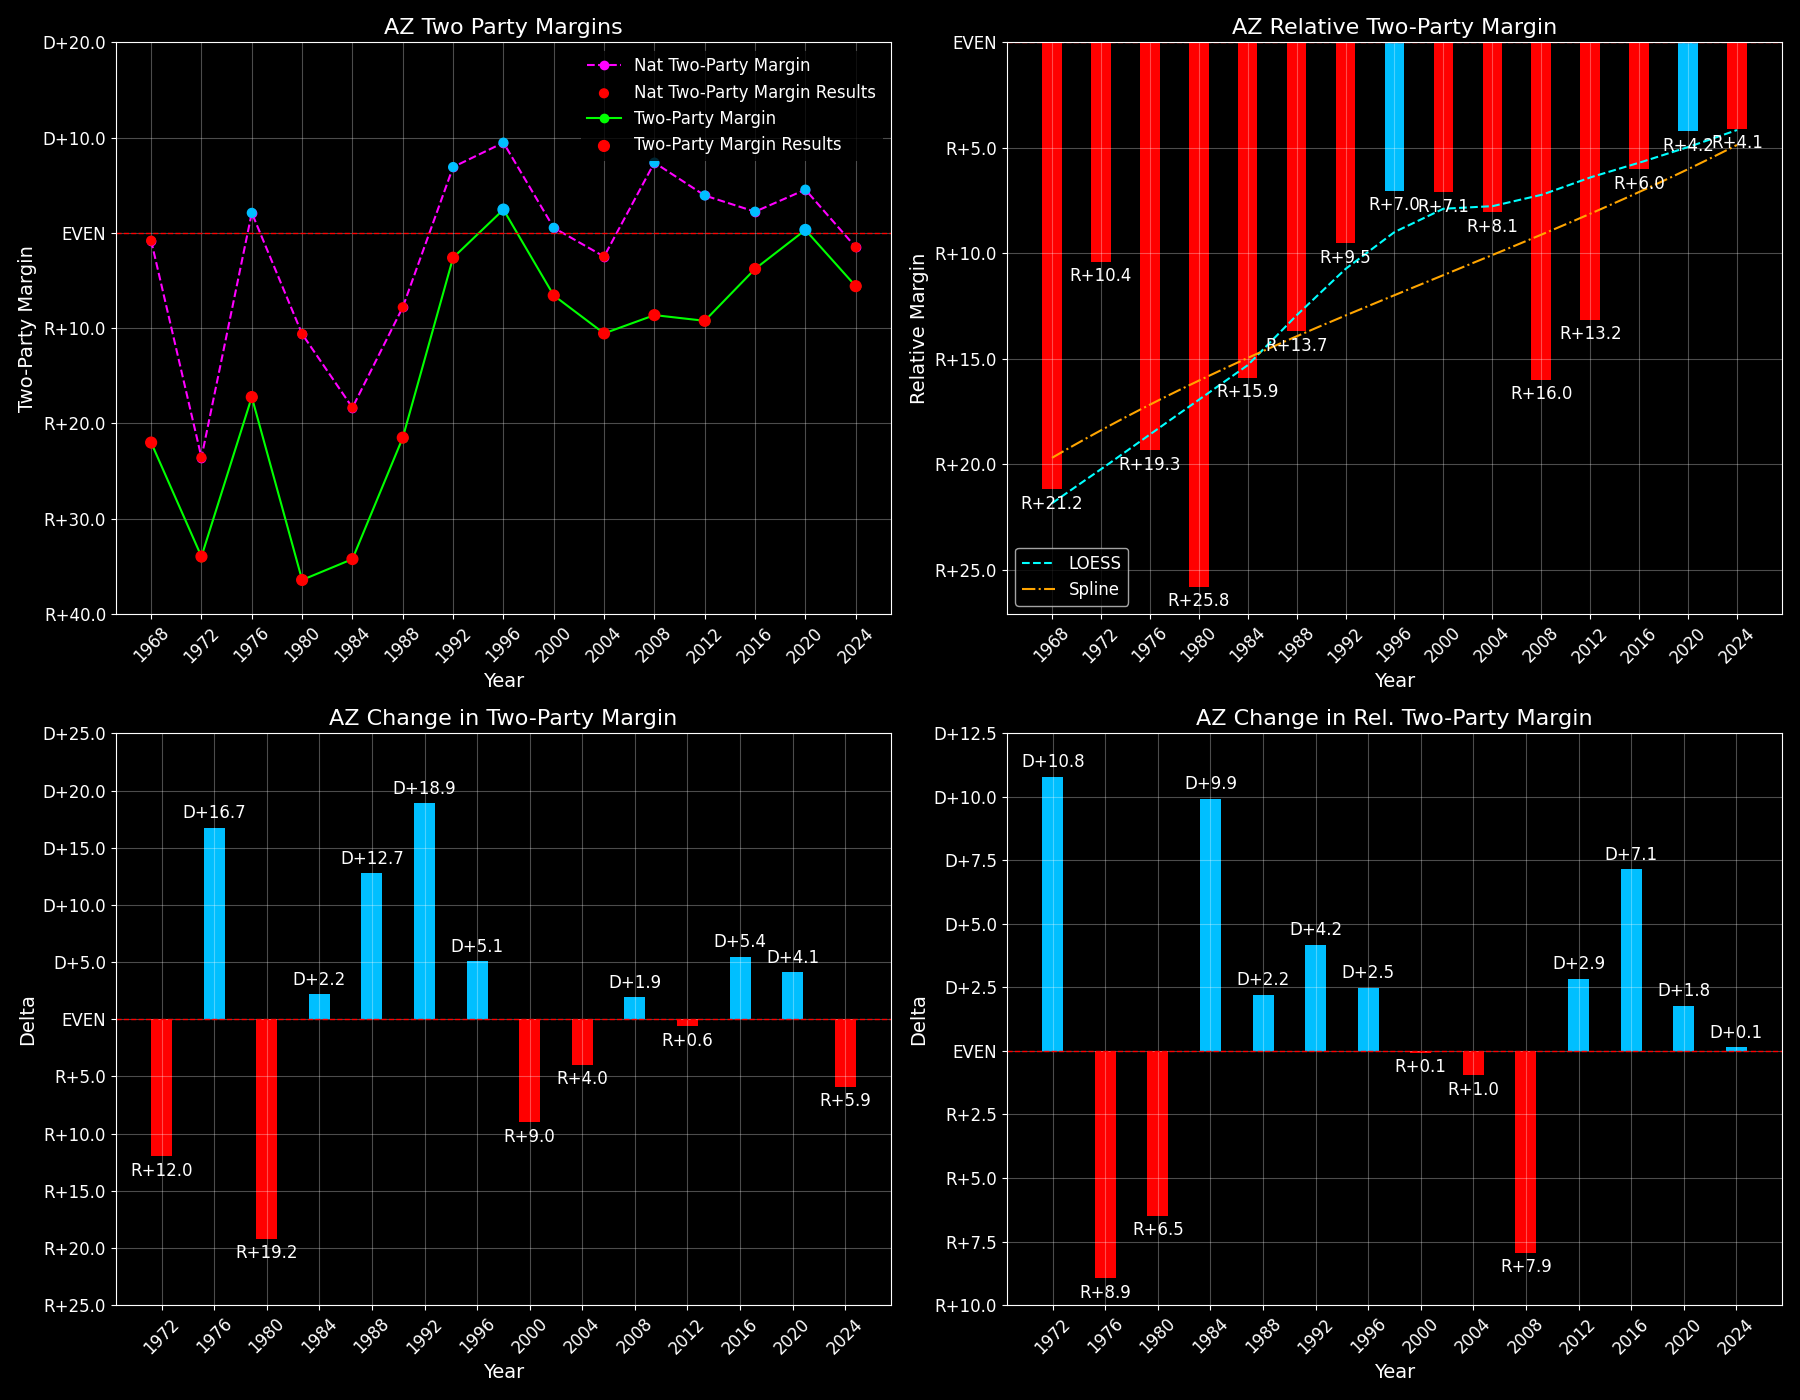 AZ Two Party Margins
D+20.0
D+10.0
EVEN
R+10.0
R+20.0
R+30.0
R+40.0
Two-Party Margin
Nat Two-Party Margin
Nat Two-Party Margin Results
Two-Party Margin
Two-Party Margin Results
1968 1972 1976 1980 1984 1988 1992 1996 2000 2004 2008 2012 2016 2020 2024
Year
AZ Relative Two-Party Margin
EVEN
R+5.0
R+10.0
R+15.0
R+20.0
R+25.0
Relative Margin
R+21.2
R+10.4
R+19.3
R+25.8
R+15.9
R+13.7
R+9.5
R+7.0
R+7.1
R+8.1
R+16.0
R+13.2
R+6.0
R+4.2
R+4.1
LOESS
Spline
1968 1972 1976 1980 1984 1988 1992 1996 2000 2004 2008 2012 2016 2020 2024
Year
AZ Change in Two-Party Margin
D+25.0
D+20.0
D+15.0
D+10.0
D+5.0
EVEN
R+5.0
R+10.0
R+15.0
R+20.0
R+25.0
Delta
R+12.0
D+16.7
R+19.2
D+2.2
D+12.7
D+18.9
D+5.1
R+9.0
R+4.0
D+1.9
R+0.6
D+5.4
D+4.1
R+5.9
1972 1976 1980 1984 1988 1992 1996 2000 2004 2008 2012 2016 2020 2024
Year
AZ Change in Rel. Two-Party Margin
D+12.5
D+10.0
D+7.5
D+5.0
D+2.5
EVEN
R+2.5
R+5.0
R+7.5
R+10.0
Delta
D+10.8
R+8.9
R+6.5
D+9.9
D+2.2
D+4.2
D+2.5
R+0.1
R+1.0
R+7.9
D+2.9
D+7.1
D+1.8
D+0.1
1972 1976 1980 1984 1988 1992 1996 2000 2004 2008 2012 2016 2020 2024
Year